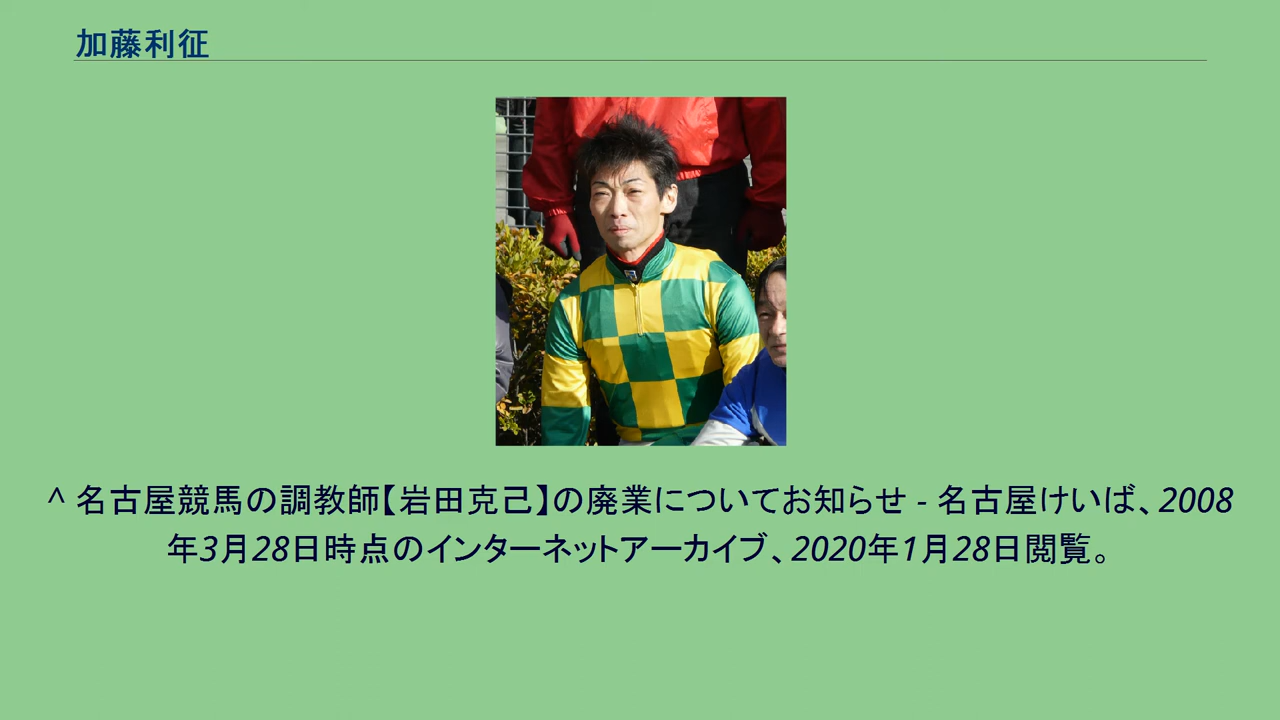 加藤利征
^ 名古屋競馬の調教師【岩田克己】の廃業についてお知らせ - 名古屋けいば、2008
年3月28日時点のインターネットアーカイブ、2020年1月28日閲覧。